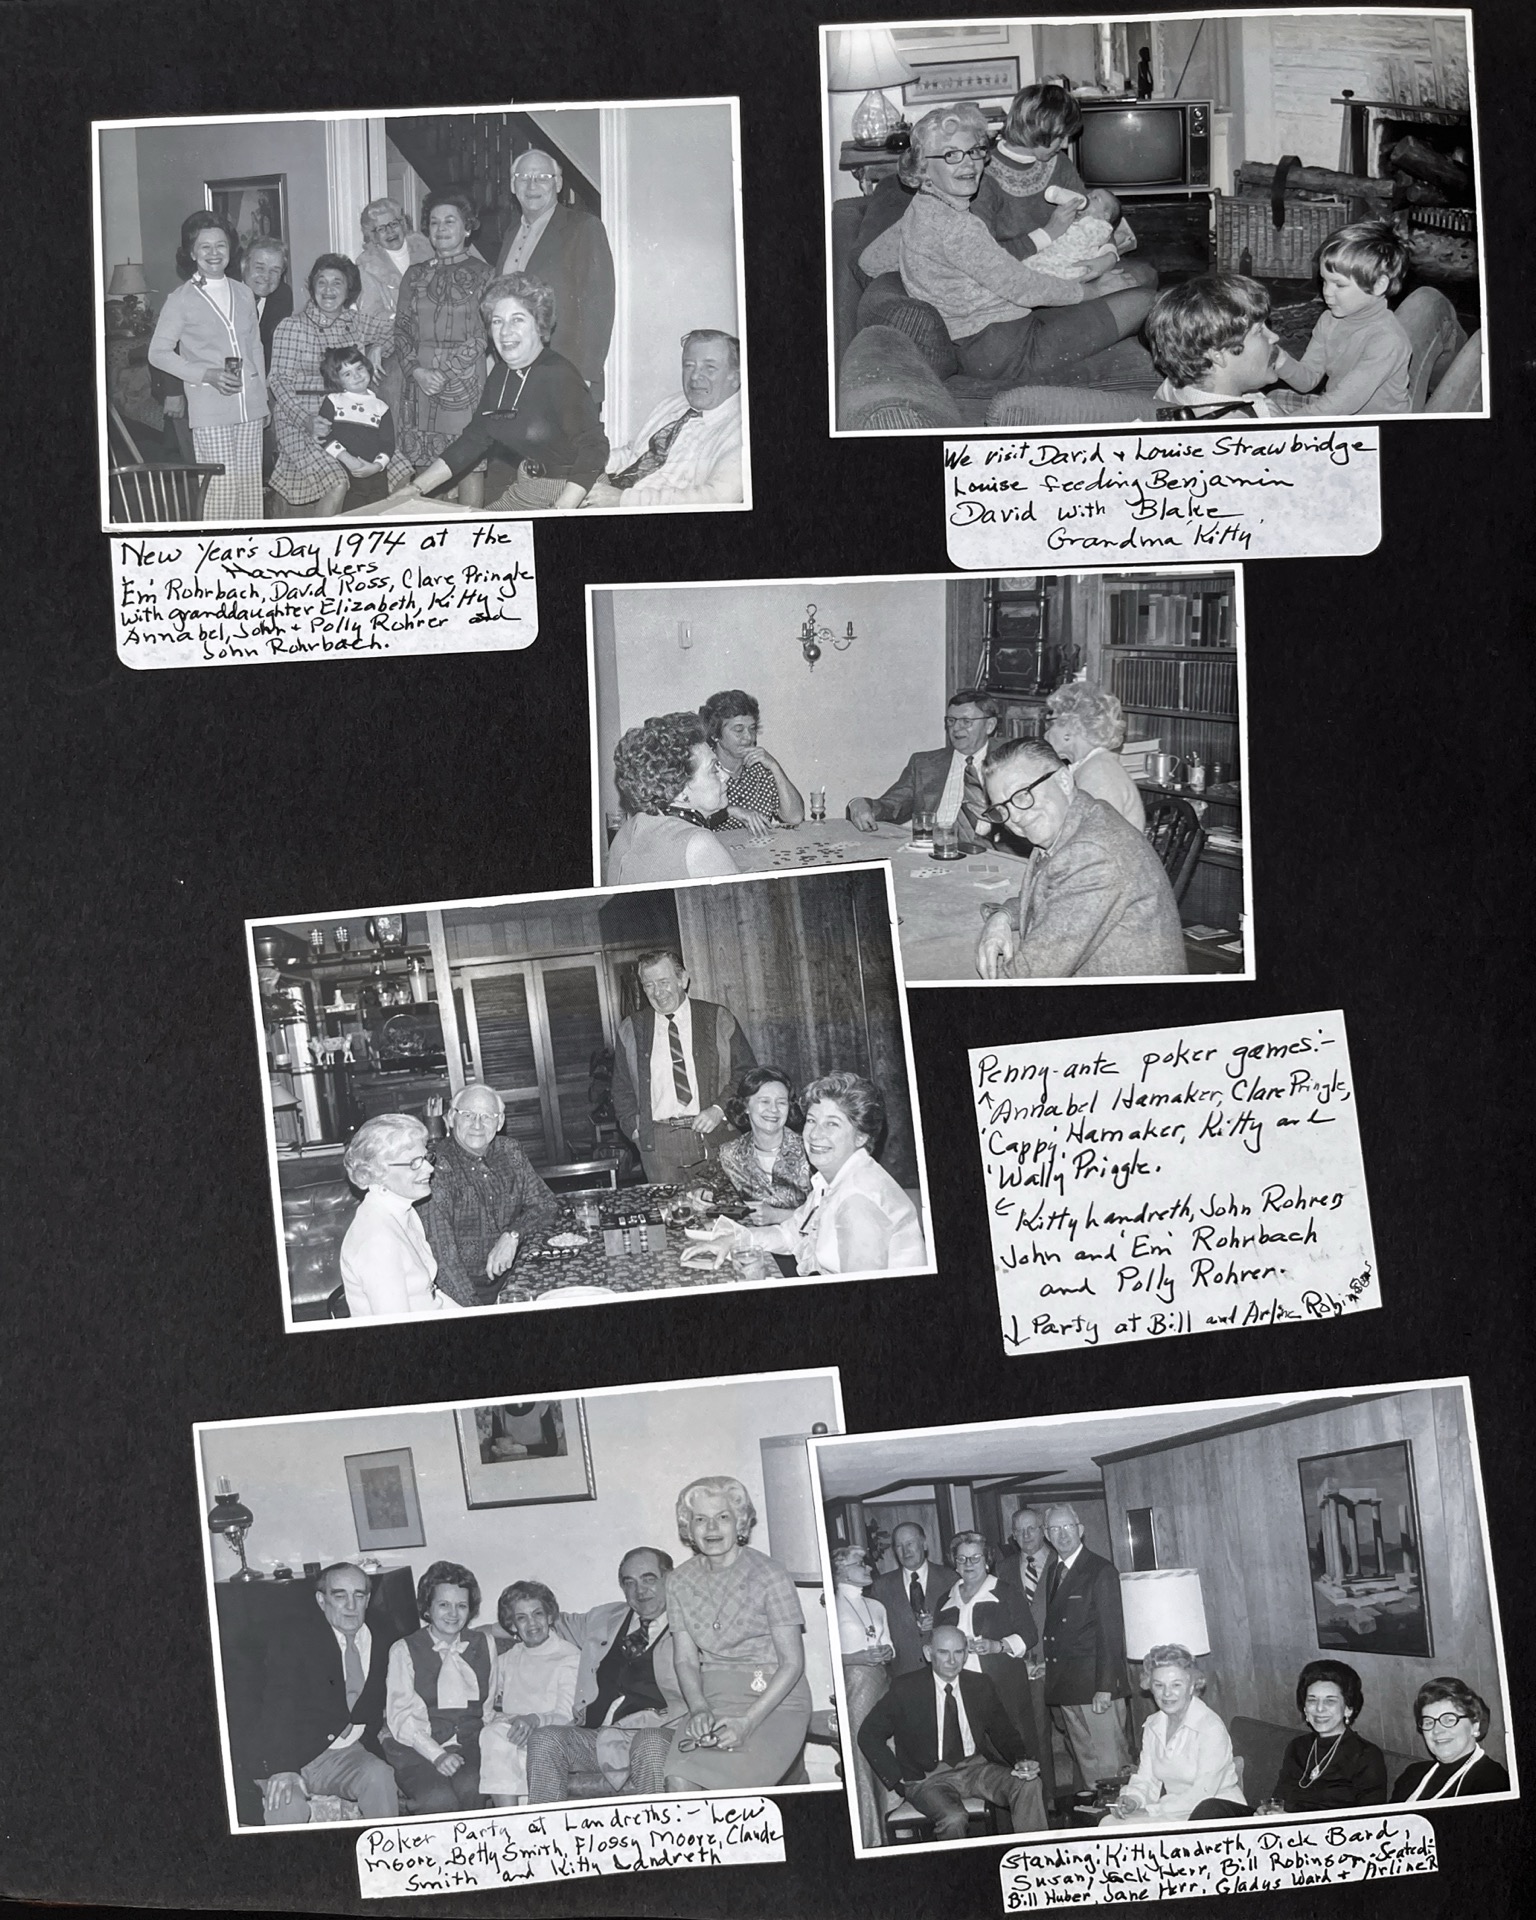 New Year's Day 1974 at the
Hamakers
'Em' Rohrbach, David Ross, Clare Pringle
with granddaughter Elizabeth, Kitty,
Annabel, John + Polly Rohrer and
John Rohrbach.
We visit David + Louise Strawbridge
Louise feeding Benjamin
David with Blake
Grandma Kitty
Penny-ante poker games:-
↑ Annabel Hamaker, Clare Pringle,
'Cappy' Hamaker, Kitty and
'Wally' Pringle.
← Kitty Landreth, John Rohrer,
John and 'Em' Rohrbach
and Polly Rohrer.
↓ Party at Bill and Arline Robinsons
Poker Party at Landreths:- 'Lew'
Moore, Betty Smith, Flossy Moore, Claude
Smith and Kitty Landreth
Standing: Kitty Landreth, Dick Bard,
Susan, Jack Herr, Bill Robinson. Seated:-
Bill Huber, Jane Herr, Gladys Ward + Arline R